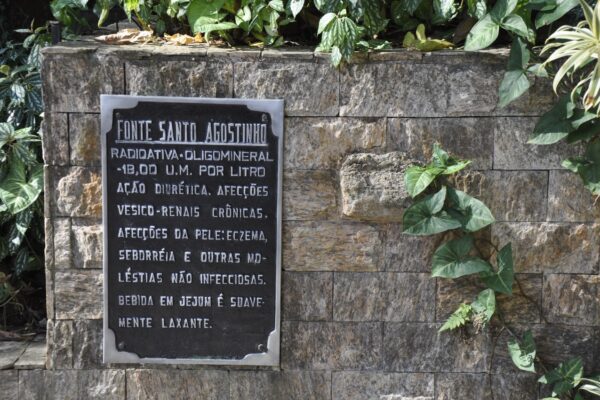 FONTE SANTO AGOSTINHO
RADIOATIVA-OLIGOMINERAL
-18,00 U.M. POR LITRO
AÇÃO DIURÉTICA. AFECÇÕES
VESICO-RENAIS CRÔNICAS.
AFECÇÕES DA PELE: ECZEMA,
SEBORRÉIA E OUTRAS MO-
LÉSTIAS NÃO INFECCIOSAS.
BEBIDA EM JEJUM É SUAVE-
MENTE LAXANTE.